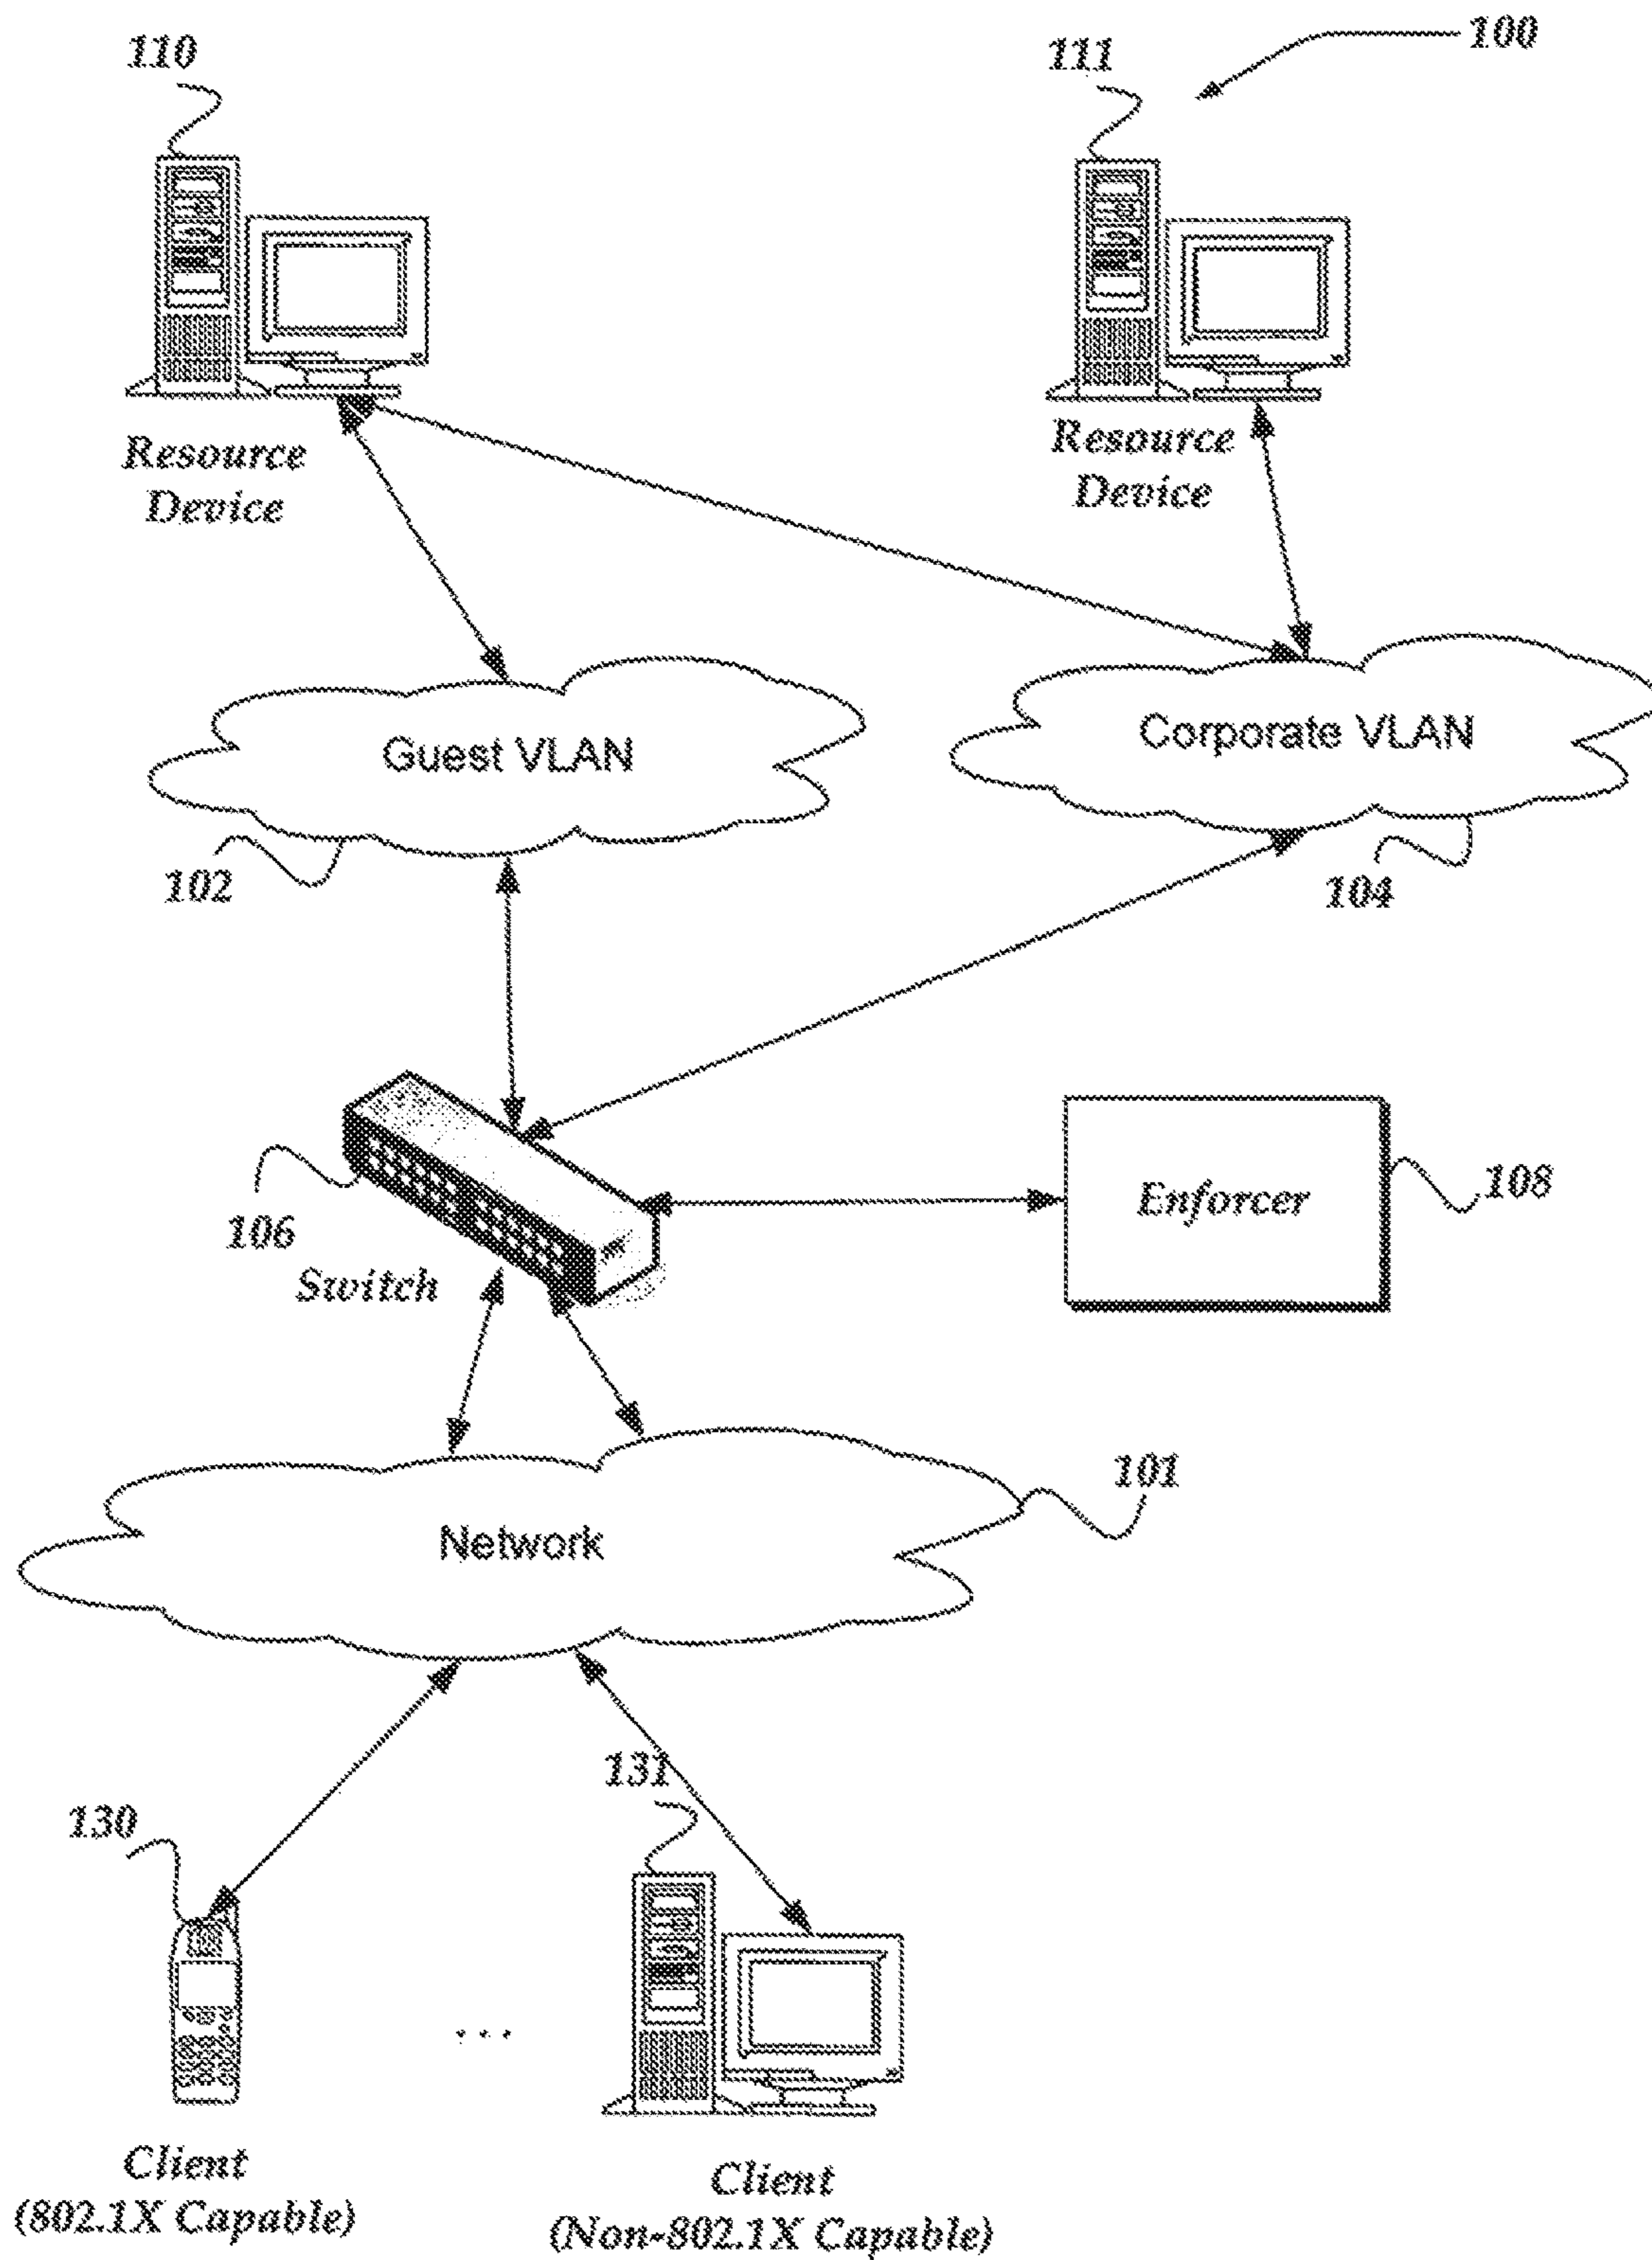 110
111
100
Resource
Device
Resource
Device
Guest VLAN
Corporate VLAN
102
104
106
Switch
Enforcer
108
101
Network
130
131
...
Client
(802.1X Capable)
Client
(Non-802.1X Capable)